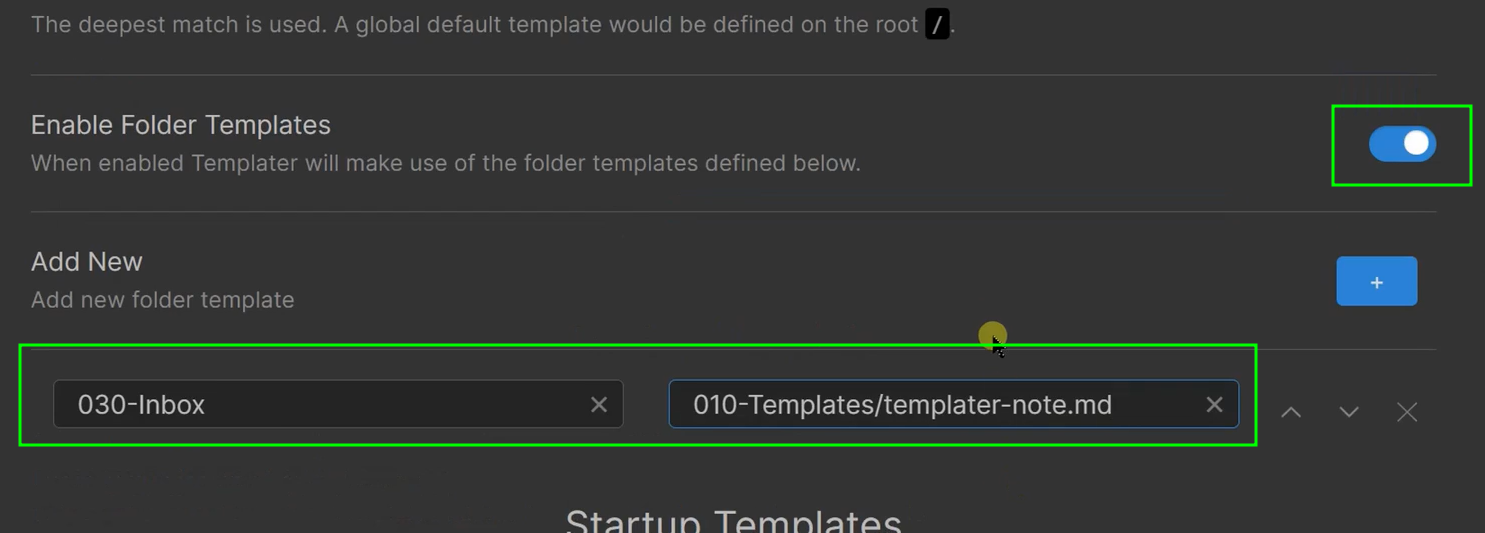 The deepest match is used. A global default template would be defined on the root /.
Enable Folder Templates
When enabled Templater will make use of the folder templates defined below.
Add New
Add new folder template
+
030-Inbox
010-Templates/templater-note.md
Startup Templates